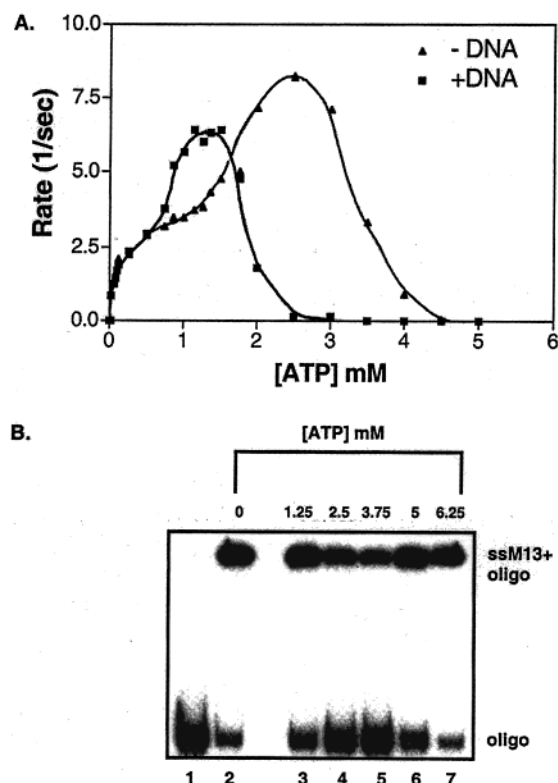 A.
10.0
7.5
5.0
2.5
0.0
Rate (1/sec)
- DNA
+DNA
0 1 2 3 4 5 6
[ATP] mM
B.
[ATP] mM
0 1.25 2.5 3.75 5 6.25
ssM13+
oligo
oligo
1 2 3 4 5 6 7